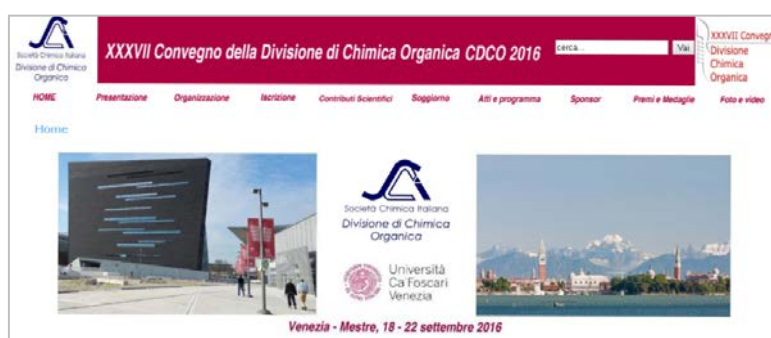 Società Chimica Italiana
Divisione di Chimica
Organica
XXXVII Convegno della Divisione di Chimica Organica CDCO 2016
cerca...
Vai
XXXVII Convegn
Divisione
Chimica
Organica
HOME Presentazione Organizzazione Iscrizione Contributi Scientifici Soggiorno Atti e programma Sponsor Premi e Medaglie Foto e video
Home
Società Chimica Italiana
Divisione di Chimica
Organica
Università
Ca'Foscari
Venezia
Venezia - Mestre, 18 - 22 settembre 2016